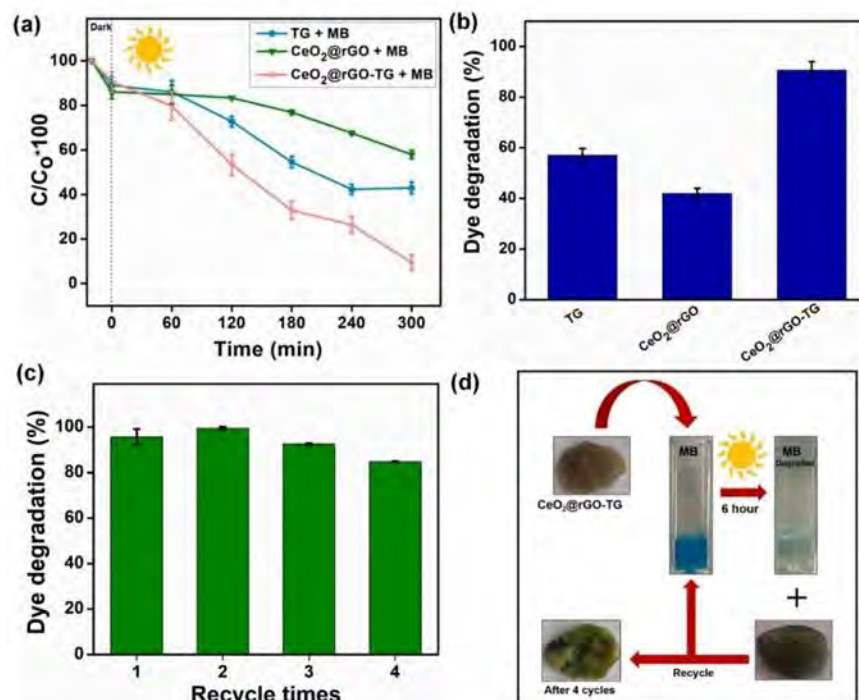 (a)
Dark
TG + MB
CeO₂@rGO + MB
CeO₂@rGO-TG + MB
C/C₀*100
100
80
60
40
20
0
0 60 120 180 240 300
Time (min)
(b)
Dye degradation (%)
100
80
60
40
20
0
TG
CeO₂@rGO
CeO₂@rGO-TG
(c)
Dye degradation (%)
100
80
60
40
20
0
1 2 3 4
Recycle times
(d)
CeO₂@rGO-TG
MB
6 hour
MB
Degraded
+
After 4 cycles
Recycle